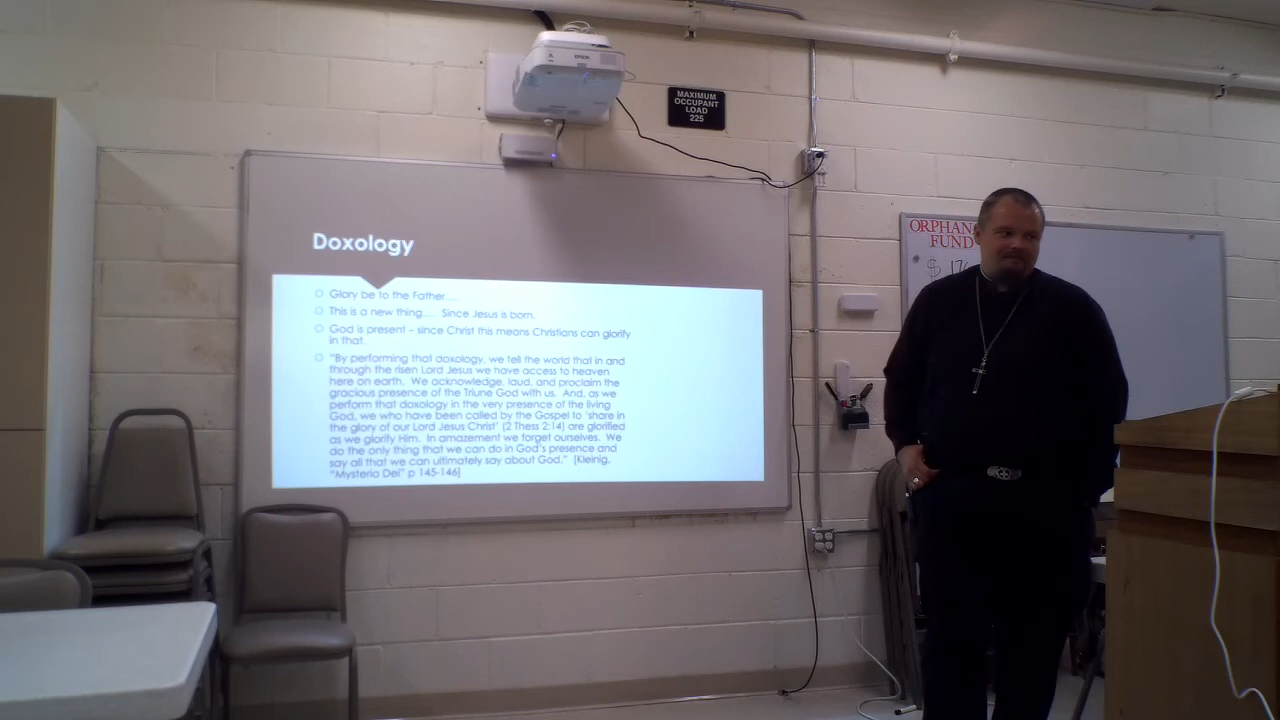 EPSON
MAXIMUM
OCCUPANT
LOAD
225
Doxology
Glory be to the Father....
This is a new thing.... Since Jesus is born.
God is present – since Christ this means Christians can glorify
in that.
"By performing that doxology, we tell the world that in and
through the risen Lord Jesus we have access to heaven
here on earth. We acknowledge, laud, and proclaim the
gracious presence of the Triune God with us. And, as we
perform that doxology in the very presence of the living
God, we who have been called by the Gospel to 'share in
the glory of our Lord Jesus Christ' (2 Thess 2:14) are glorified
as we glorify Him. In amazement we forget ourselves. We
do the only thing that we can do in God's presence and
say all that we can ultimately say about God." [Kleinig,
"Mysteria Dei" p 145-146]
ORPHAN
FUND
$ 17